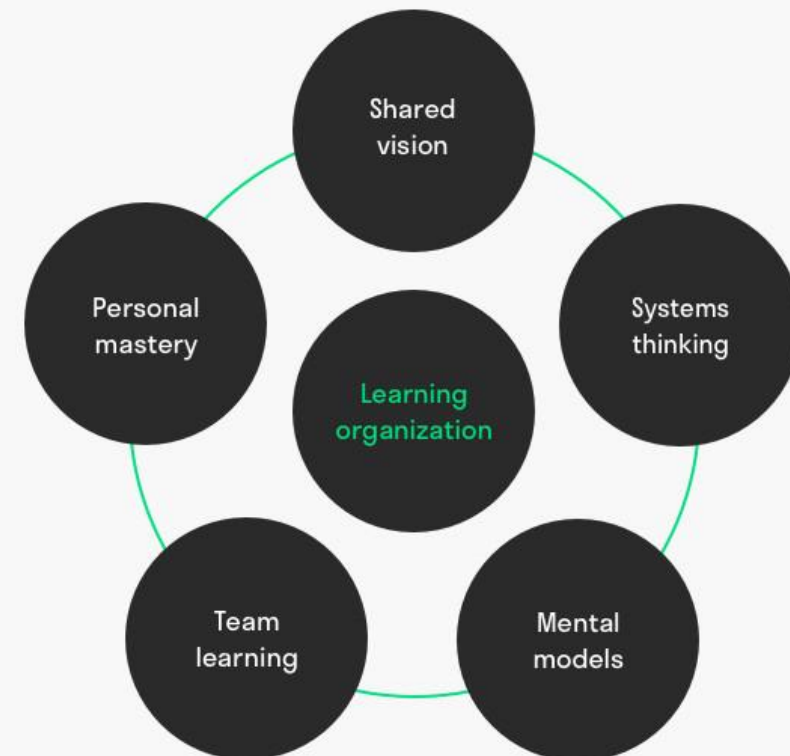 Shared
vision
Personal
mastery
Systems
thinking
Learning
organization
Team
learning
Mental
models